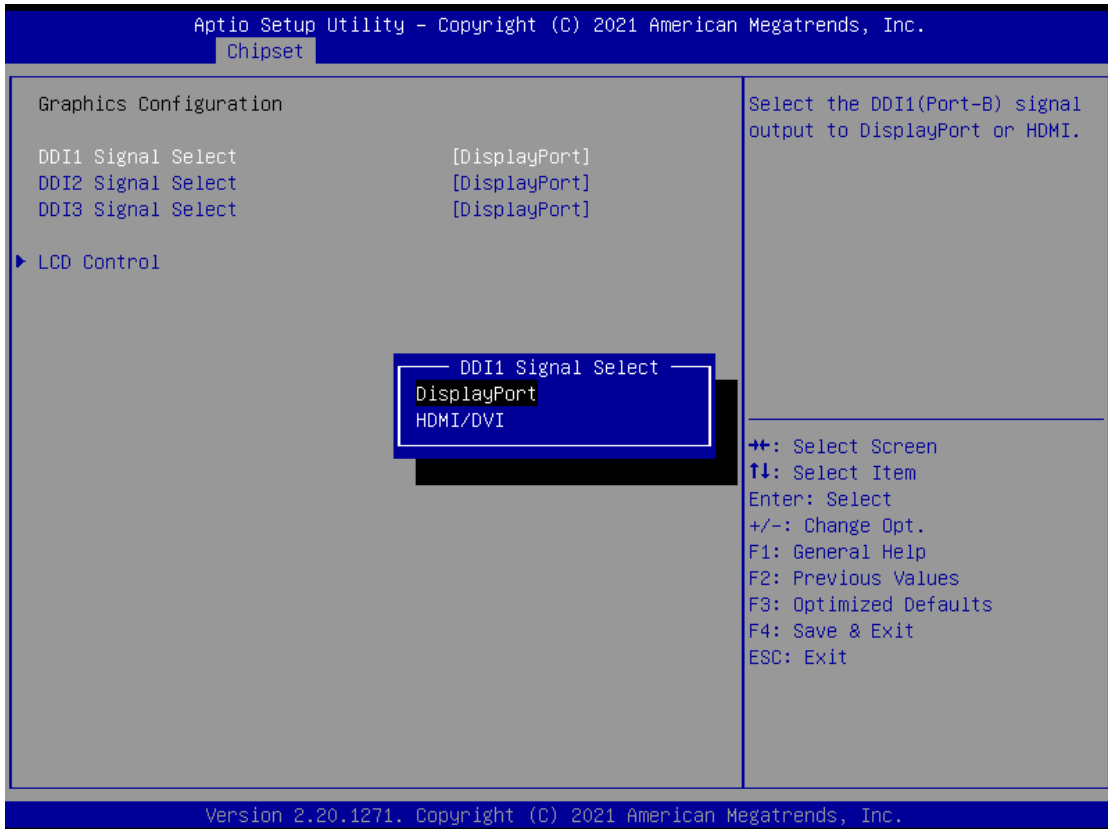 Aptio Setup Utility – Copyright (C) 2021 American Megatrends, Inc.
Chipset
Graphics Configuration
DDI1 Signal Select [DisplayPort]
DDI2 Signal Select [DisplayPort]
DDI3 Signal Select [DisplayPort]
▶ LCD Control
DDI1 Signal Select
DisplayPort
HDMI/DVI
Select the DDI1(Port-B) signal
output to DisplayPort or HDMI.
→←: Select Screen
↑↓: Select Item
Enter: Select
+/-: Change Opt.
F1: General Help
F2: Previous Values
F3: Optimized Defaults
F4: Save & Exit
ESC: Exit
Version 2.20.1271. Copyright (C) 2021 American Megatrends, Inc.